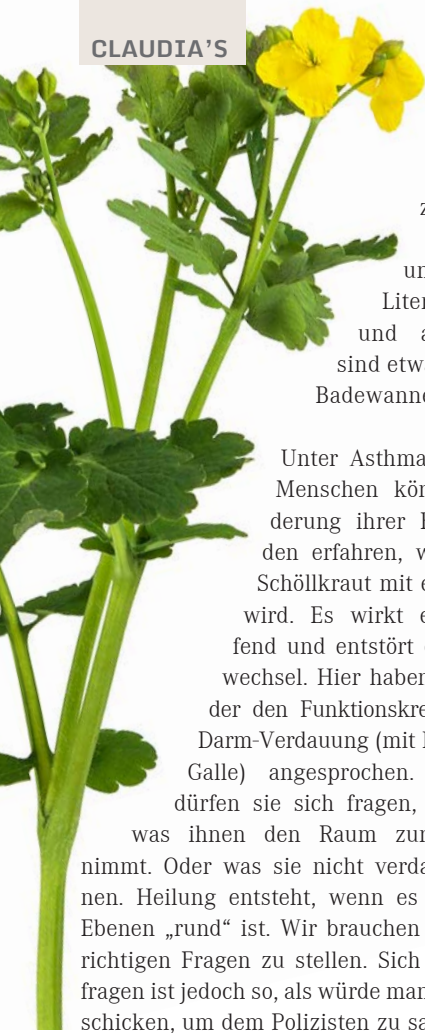 CLAUDIA'S
z
un
Liter
und a
sind etw
Badewann
Unter Asthma
Menschen kön
derung ihrer
den erfahren, w
Schöllkraut mit e
wird. Es wirkt e
fend und entstört
wechsel. Hier haben
der den Funktionskre
Darm-Verdauung (mit
Galle) angesprochen.
dürfen sie sich fragen,
was ihnen den Raum zur
nimmt. Oder was sie nicht verda
nen. Heilung entsteht, wenn es
Ebenen „rund“ ist. Wir brauchen
richtigen Fragen zu stellen. Sich
fragen ist jedoch so, als würde man
schicken, um dem Polizisten zu sa